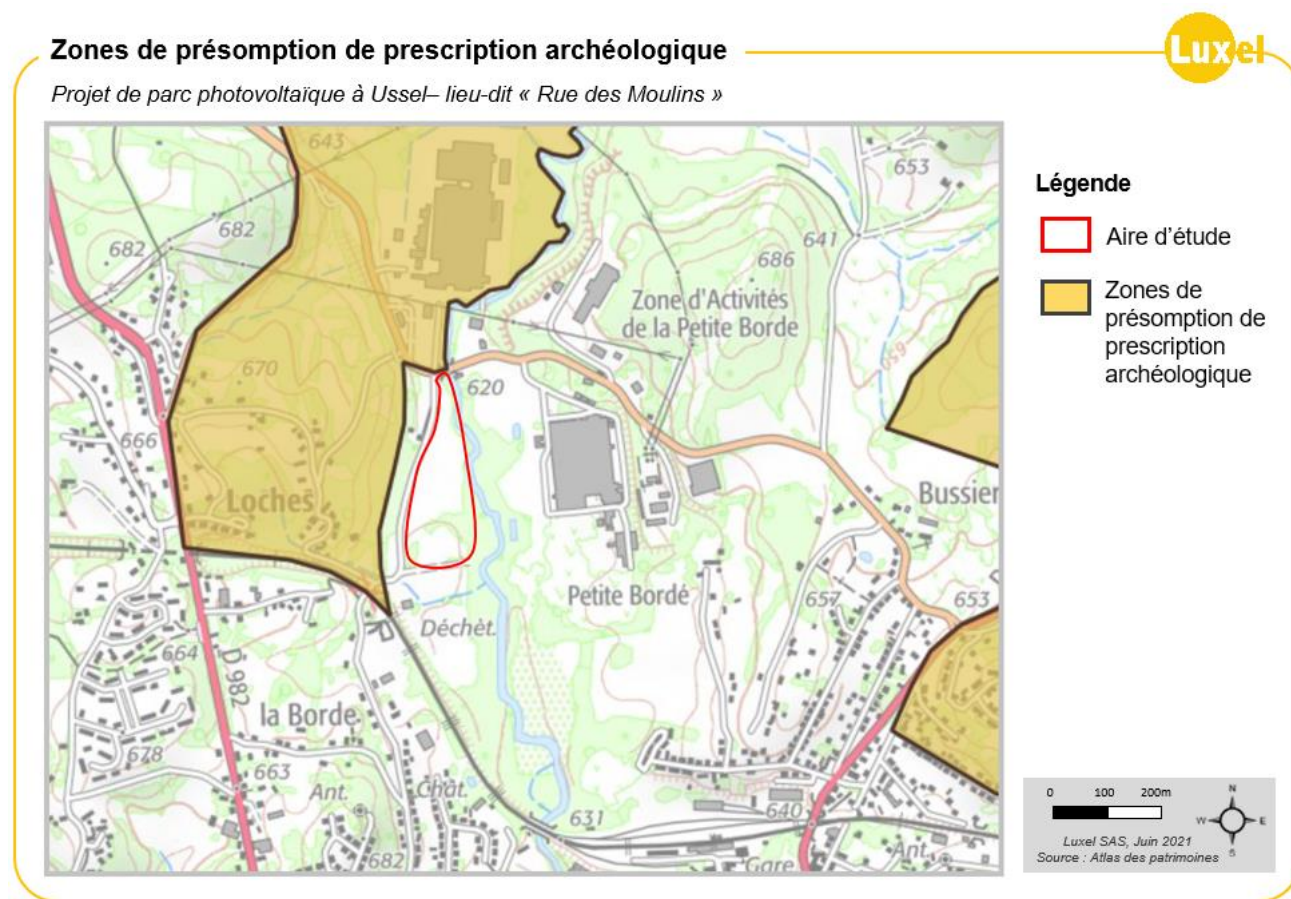 Zones de présomption de prescription archéologique
Luxel
Projet de parc photovoltaïque à Ussel– lieu-dit « Rue des Moulins »
643
653
682
682
641
686
Zone d'Activités
de la Petite Borde
659
670
620
666
Loches
Bussier
Petite Bordé
657
653
Déchèt.
664
D 982
la Borde
678
663
Ant.
Chât.
631
640
682
Gare
Ant.
Légende
Aire d'étude
Zones de
présomption de
prescription
archéologique
0 100 200m
N
W E
S
Luxel SAS, Juin 2021
Source : Atlas des patrimoines